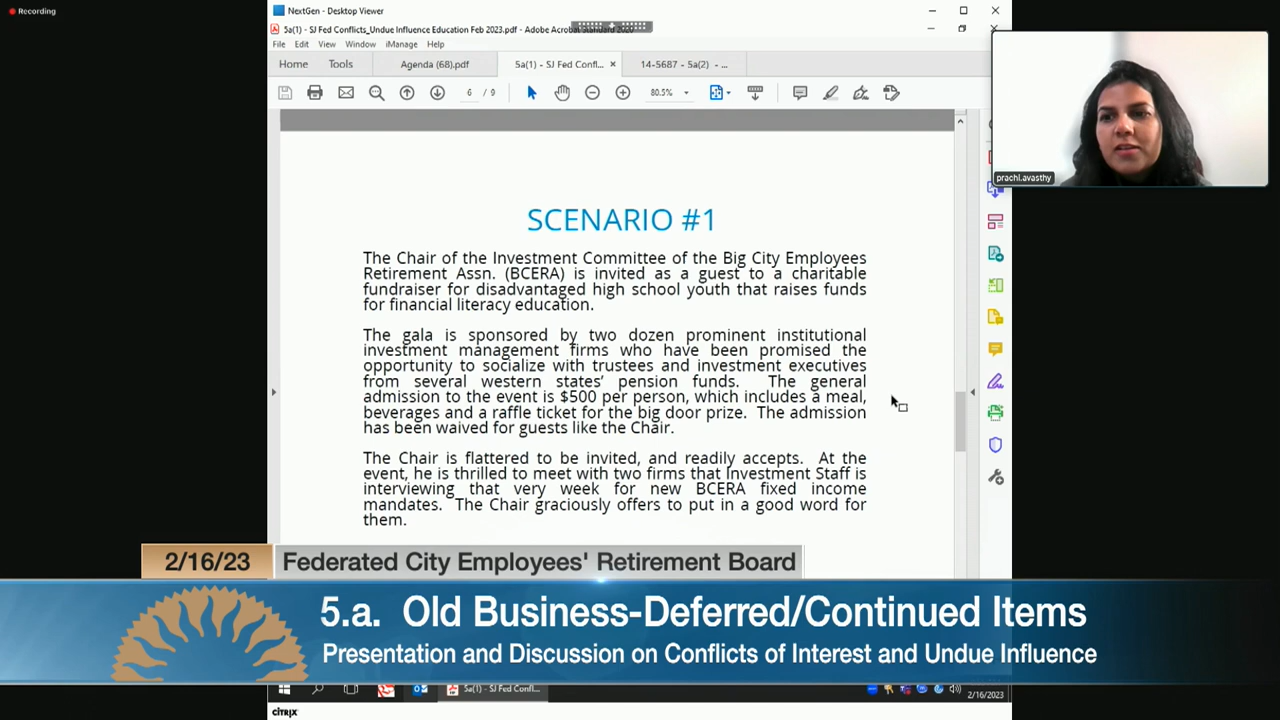 Recording
NextGen - Desktop Viewer
5a(1) - SJ Fed Conflicts_Undue Influence Education Feb 2023.pdf - Adobe Acrobat Standard 2020
File Edit View Window iManage Help
Home Tools Agenda (68).pdf 5a(1) - SJ Fed Confl... × 14-5687 - 5a(2) - ...
6 / 9 80.5%
prachi.avasthy
SCENARIO #1
The Chair of the Investment Committee of the Big City Employees
Retirement Assn. (BCERA) is invited as a guest to a charitable
fundraiser for disadvantaged high school youth that raises funds
for financial literacy education.
The gala is sponsored by two dozen prominent institutional
investment management firms who have been promised the
opportunity to socialize with trustees and investment executives
from several western states' pension funds. The general
admission to the event is $500 per person, which includes a meal,
beverages and a raffle ticket for the big door prize. The admission
has been waived for guests like the Chair.
The Chair is flattered to be invited, and readily accepts. At the
event, he is thrilled to meet with two firms that Investment Staff is
interviewing that very week for new BCERA fixed income
mandates. The Chair graciously offers to put in a good word for
them.
2/16/23 Federated City Employees' Retirement Board
5.a. Old Business-Deferred/Continued Items
Presentation and Discussion on Conflicts of Interest and Undue Influence
5a(1) - SJ Fed Confl...
2/16/2023
CITRIX